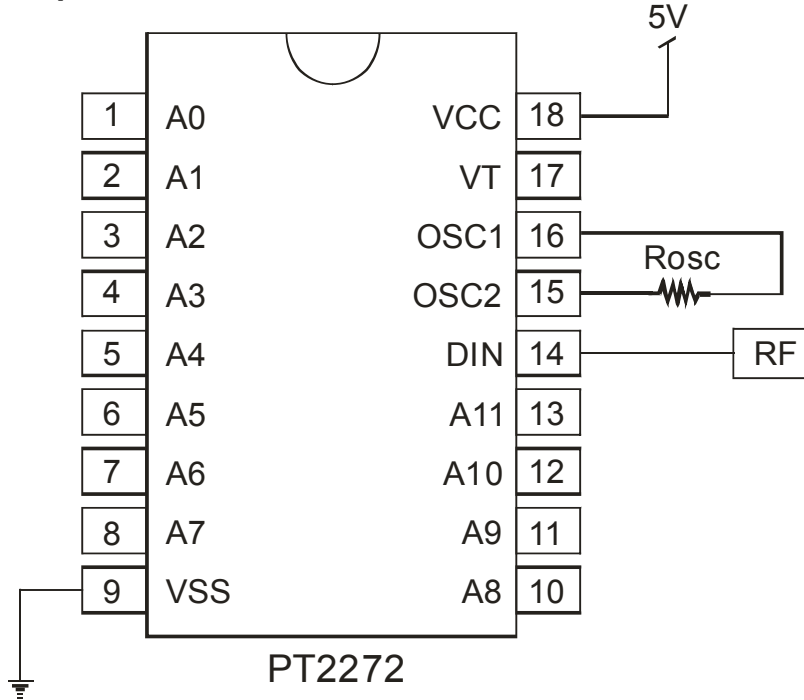 5V
1 A0 VCC 18
2 A1 VT 17
3 A2 OSC1 16
Rosc
4 A3 OSC2 15
5 A4 DIN 14 RF
6 A5 A11 13
7 A6 A10 12
8 A7 A9 11
9 VSS A8 10
PT2272